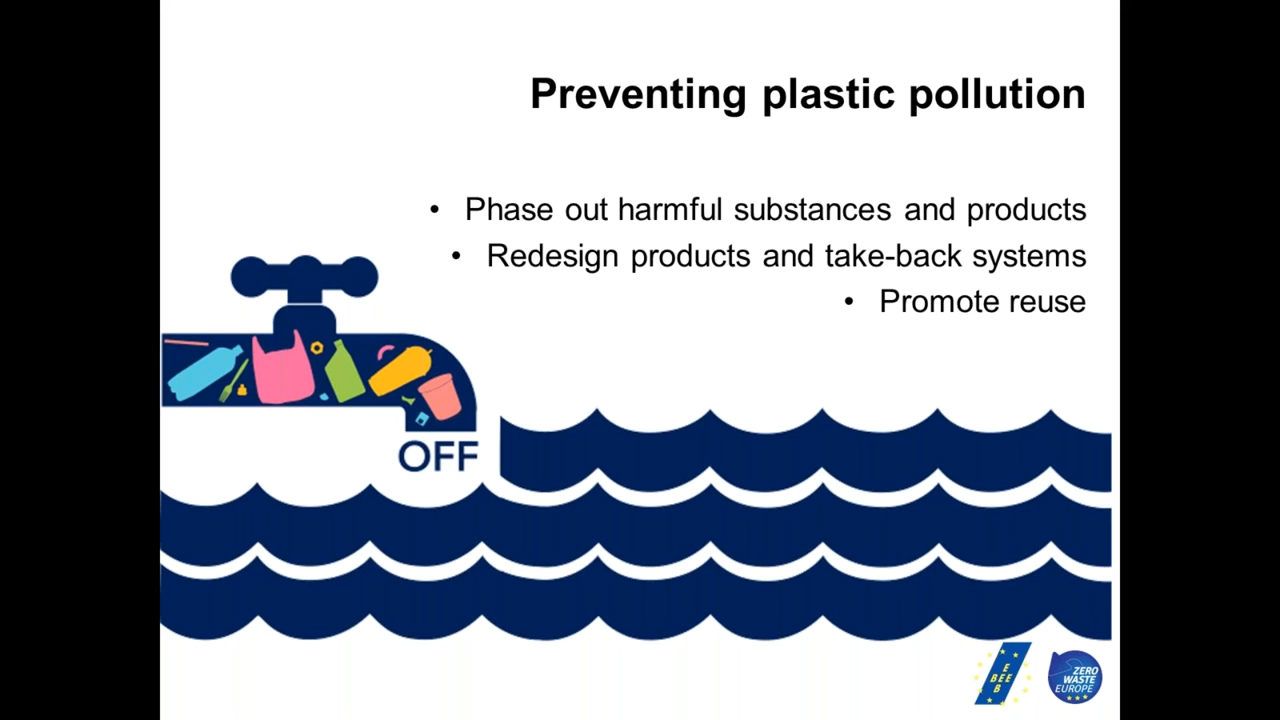 Preventing plastic pollution
• Phase out harmful substances and products
• Redesign products and take-back systems
• Promote reuse
OFF
E
BEE
B
ZERO
WASTE
EUROPE